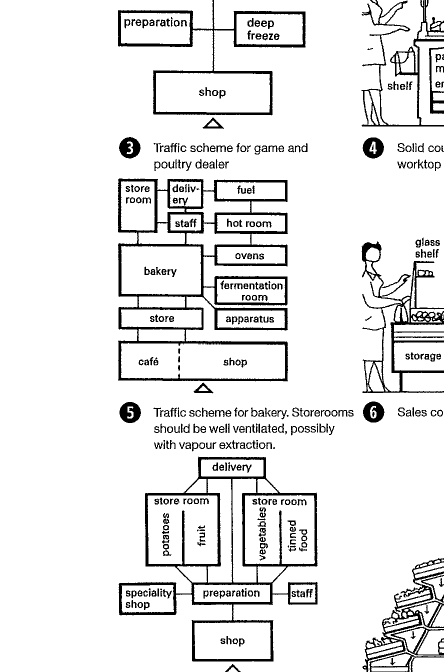 preparation
deep
freeze
shop
shelf
3 Traffic scheme for game and
poultry dealer
4 Solid
worktop
store
room
deliv-
ery
fuel
staff
hot room
bakery
ovens
fermentation
room
store
apparatus
café
shop
glass
shelf
storage
5 Traffic scheme for bakery. Storerooms
should be well ventilated, possibly
with vapour extraction.
6 Sales
delivery
store room
potatoes
fruit
store room
vegetables
tinned
food
speciality
shop
preparation
staff
shop